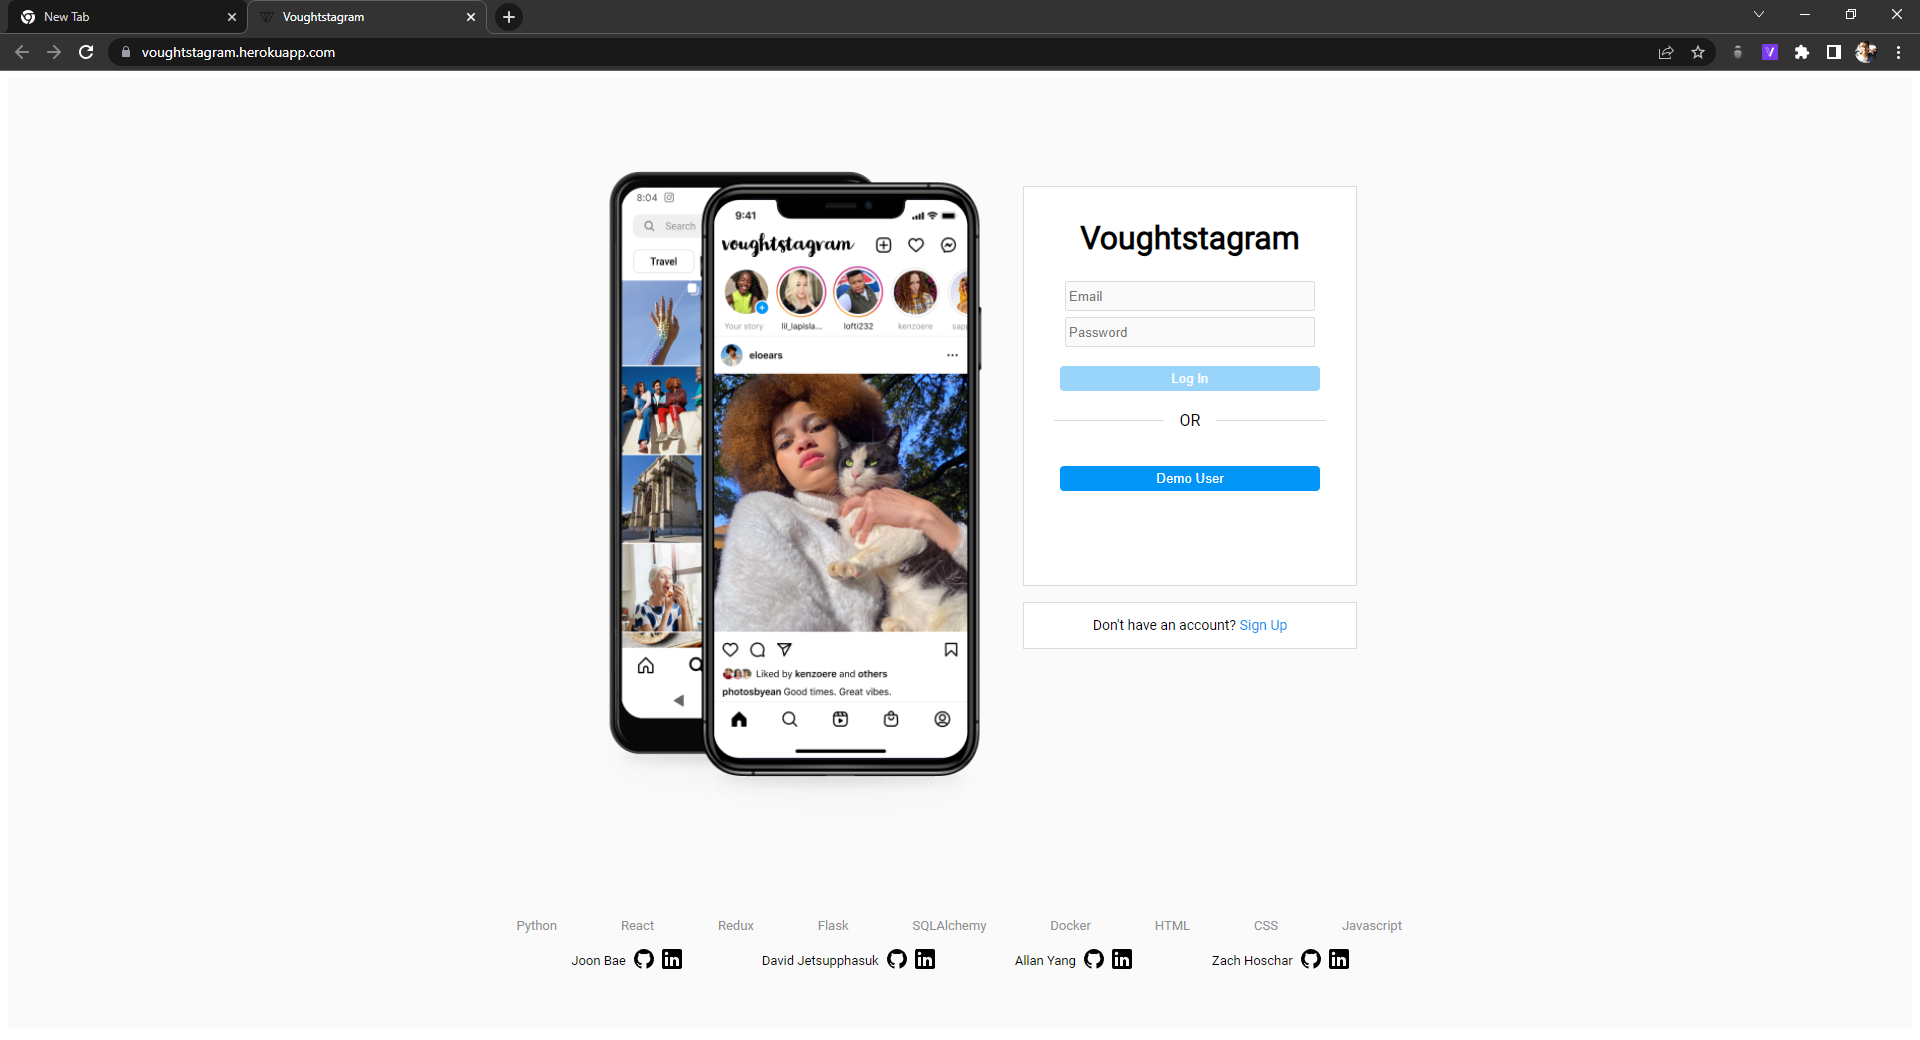 New Tab
Voughtstagram
voughtstagram.herokuapp.com
8:04
Search
Travel
9:41
voughtstagram
Your story
lil_lapisla...
lofti232
kenzoere
sap
eloears
Liked by kenzoere and others
photosbyean Good times. Great vibes.
Voughtstagram
Email
Password
Log In
OR
Demo User
Don't have an account? Sign Up
Python React Redux Flask SQLAlchemy Docker HTML CSS Javascript
Joon Bae David Jetsupphasuk Allan Yang Zach Hoschar